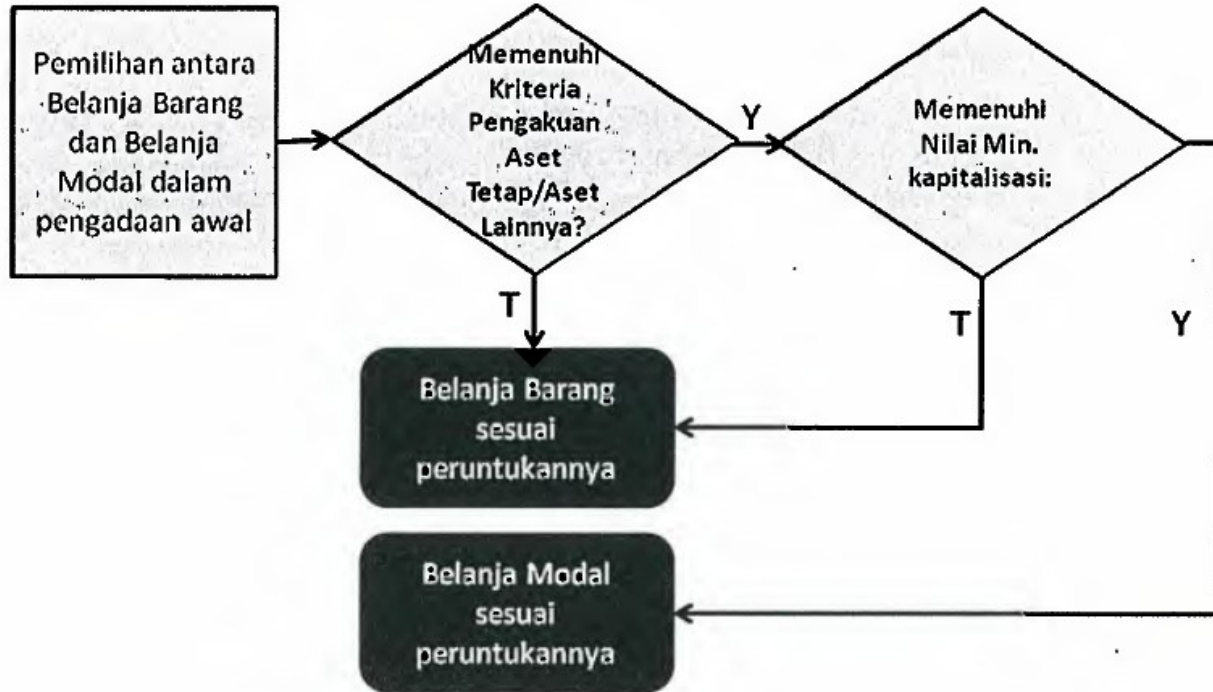 Pemilihan antara
Belanja Barang
dan Belanja
Modal dalam
pengadaan awal
Memenuhi
Kriteria
Pengakuan
Aset
Tetap/Aset
Lainnya?
Y
Memenuhi
Nilai Min.
kapitalisasi:
T
T
Y
Belanja Barang
sesuai
peruntukannya
Belanja Modal
sesuai
peruntukannya